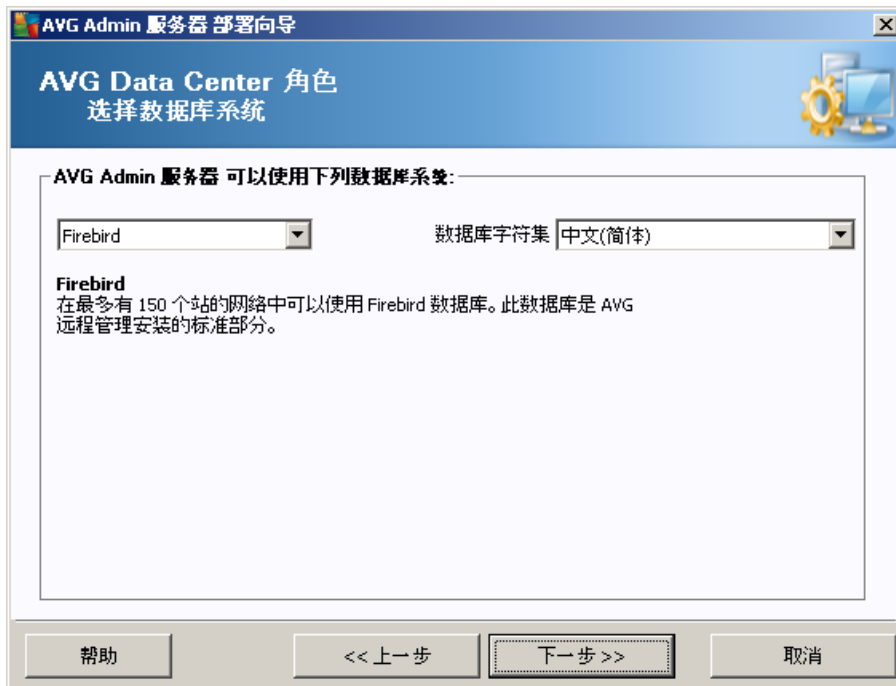 AVG Admin 服务器 部署向导
AVG Data Center 角色
选择数据库系统
AVG Admin 服务器 可以使用下列数据库系统:
Firebird 数据库字符集 中文(简体)
Firebird
在最多有 150 个站的网络中可以使用 Firebird 数据库。此数据库是 AVG
远程管理安装的标准部分。
帮助 << 上一步 下一步 >> 取消